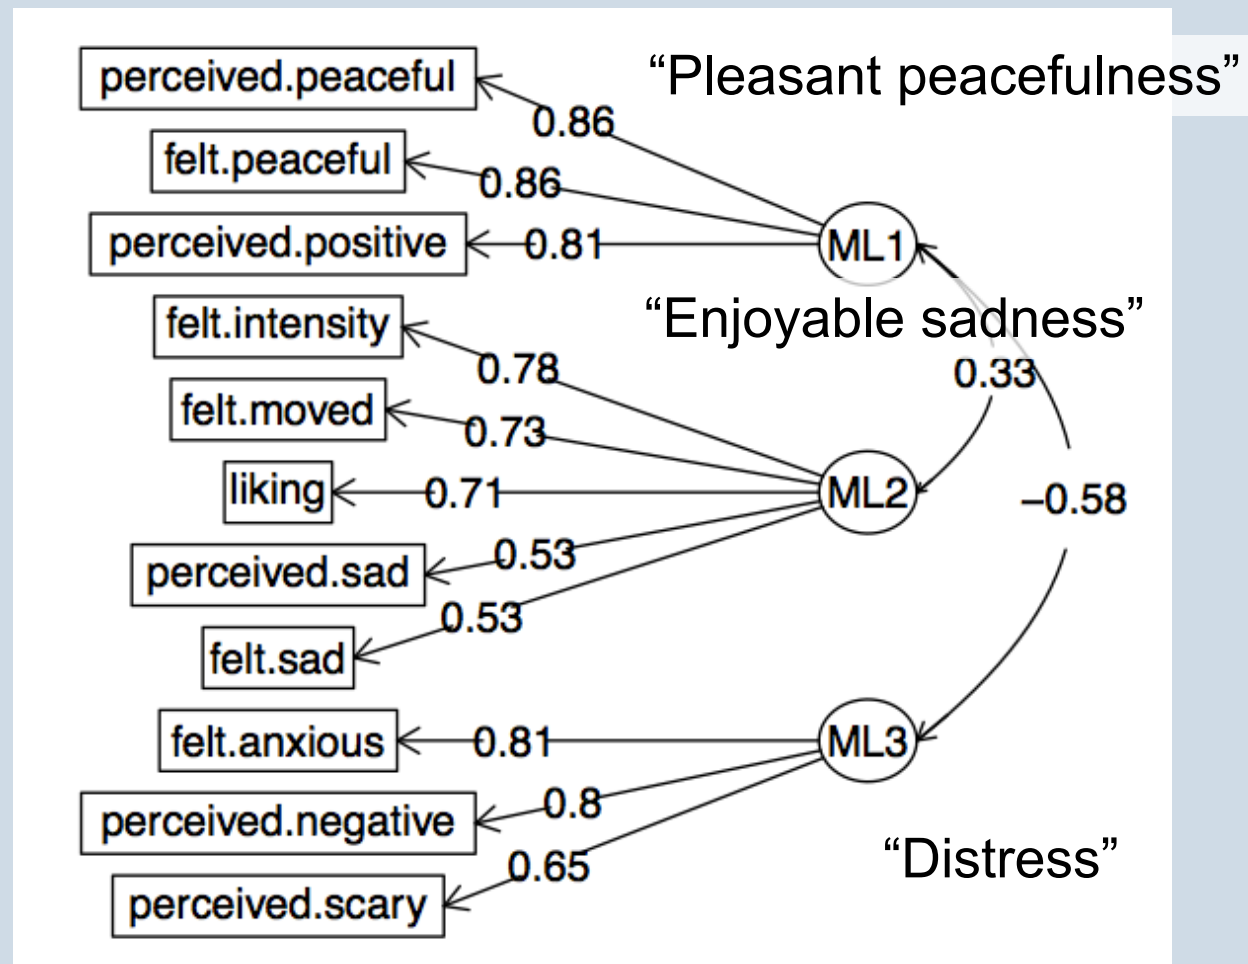 perceived.peaceful
“Pleasant peacefulness”
0.86
felt.peaceful
0.86
perceived.positive
0.81
ML1
felt.intensity
“Enjoyable sadness”
0.78
0.33
felt.moved
0.73
liking
0.71
ML2
−0.58
perceived.sad
0.53
felt.sad
0.53
felt.anxious
0.81
ML3
perceived.negative
0.8
“Distress”
0.65
perceived.scary